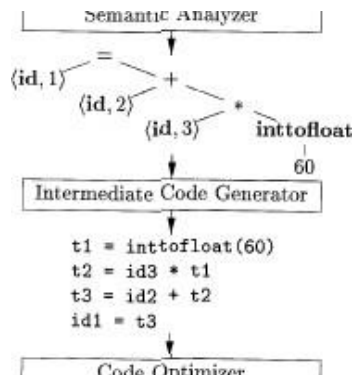 Semantic Analyzer
=
⟨id, 1⟩ +
⟨id, 2⟩ *
⟨id, 3⟩ inttofloat
60
Intermediate Code Generator
t1 = inttofloat(60)
t2 = id3 * t1
t3 = id2 + t2
id1 = t3
Code Optimizer